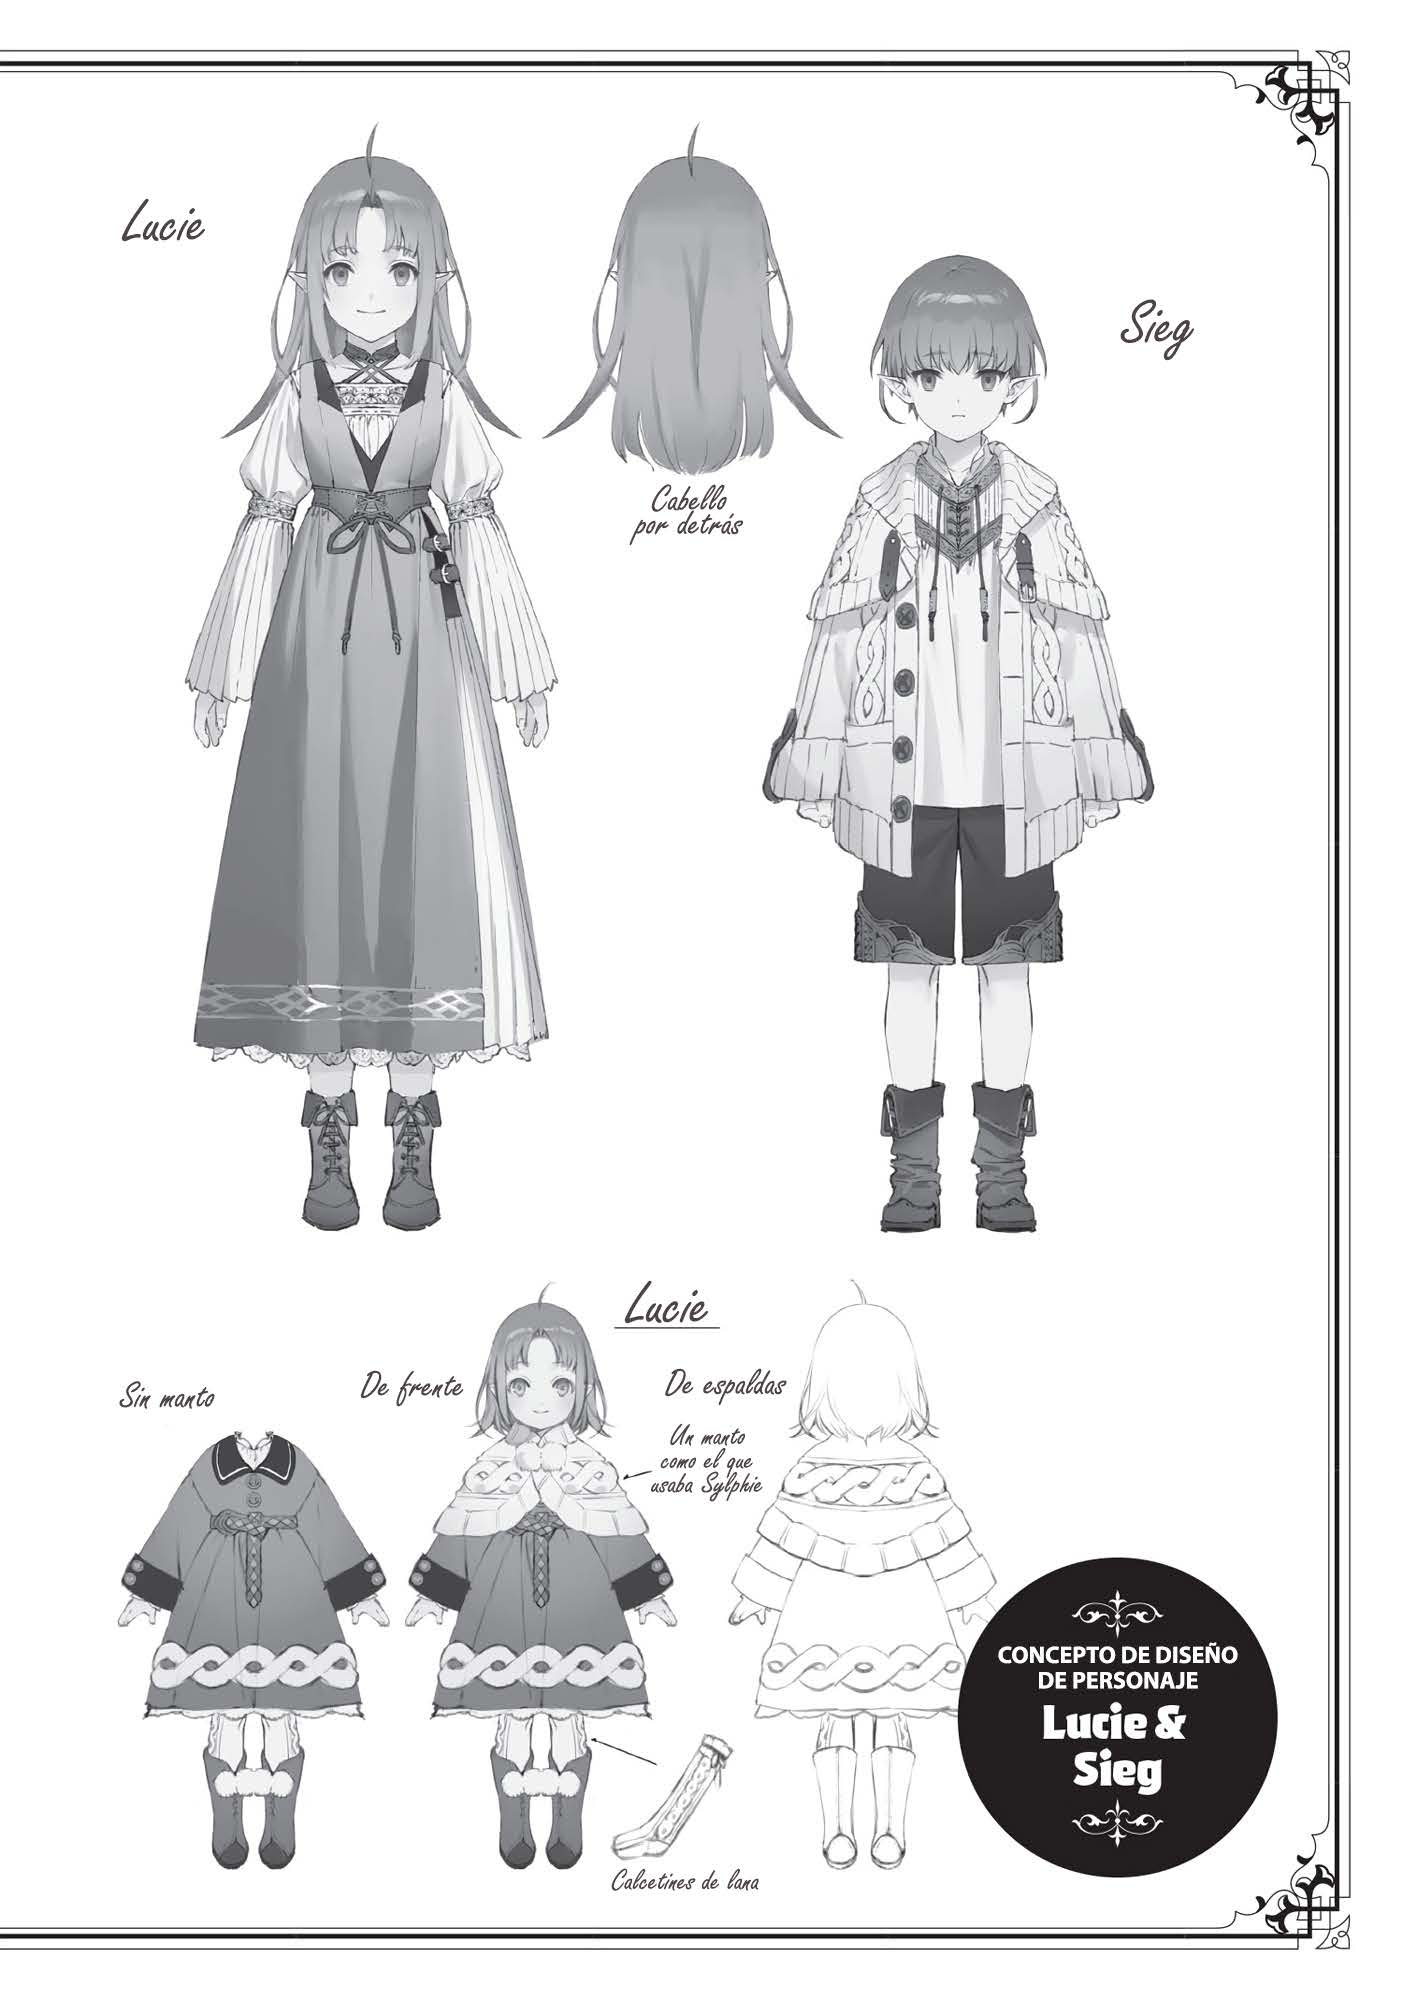 Lucie
Sieg
Cabello
por detrás
Lucie
Sin manto
De frente
De espaldas
Un manto
como el que
usaba Sylphie
Calcetines de lana
CONCEPTO DE DISEÑO
DE PERSONAJE
Lucie &
Sieg